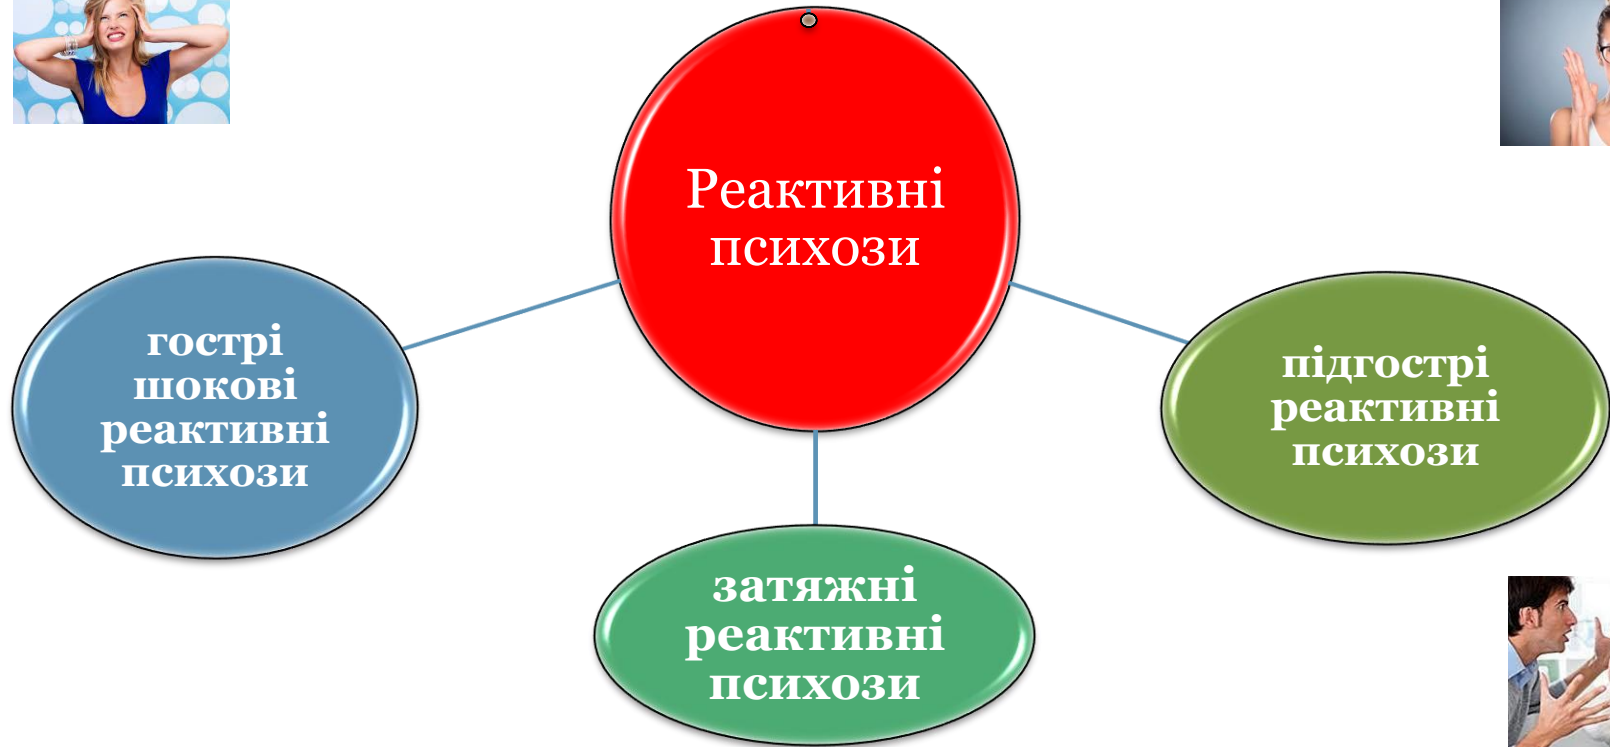 Реактивні
психози
гострі
шокові
реактивні
психози
підгострі
реактивні
психози
затяжні
реактивні
психози